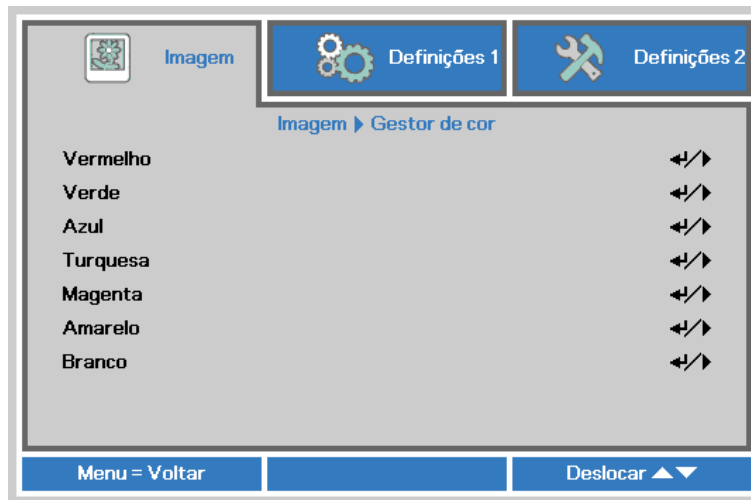 Imagem
Definições 1
Definições 2
Imagem ▶ Gestor de cor
Vermelho ↵/▶
Verde ↵/▶
Azul ↵/▶
Turquesa ↵/▶
Magenta ↵/▶
Amarelo ↵/▶
Branco ↵/▶
Menu = Voltar
Deslocar ▲▼